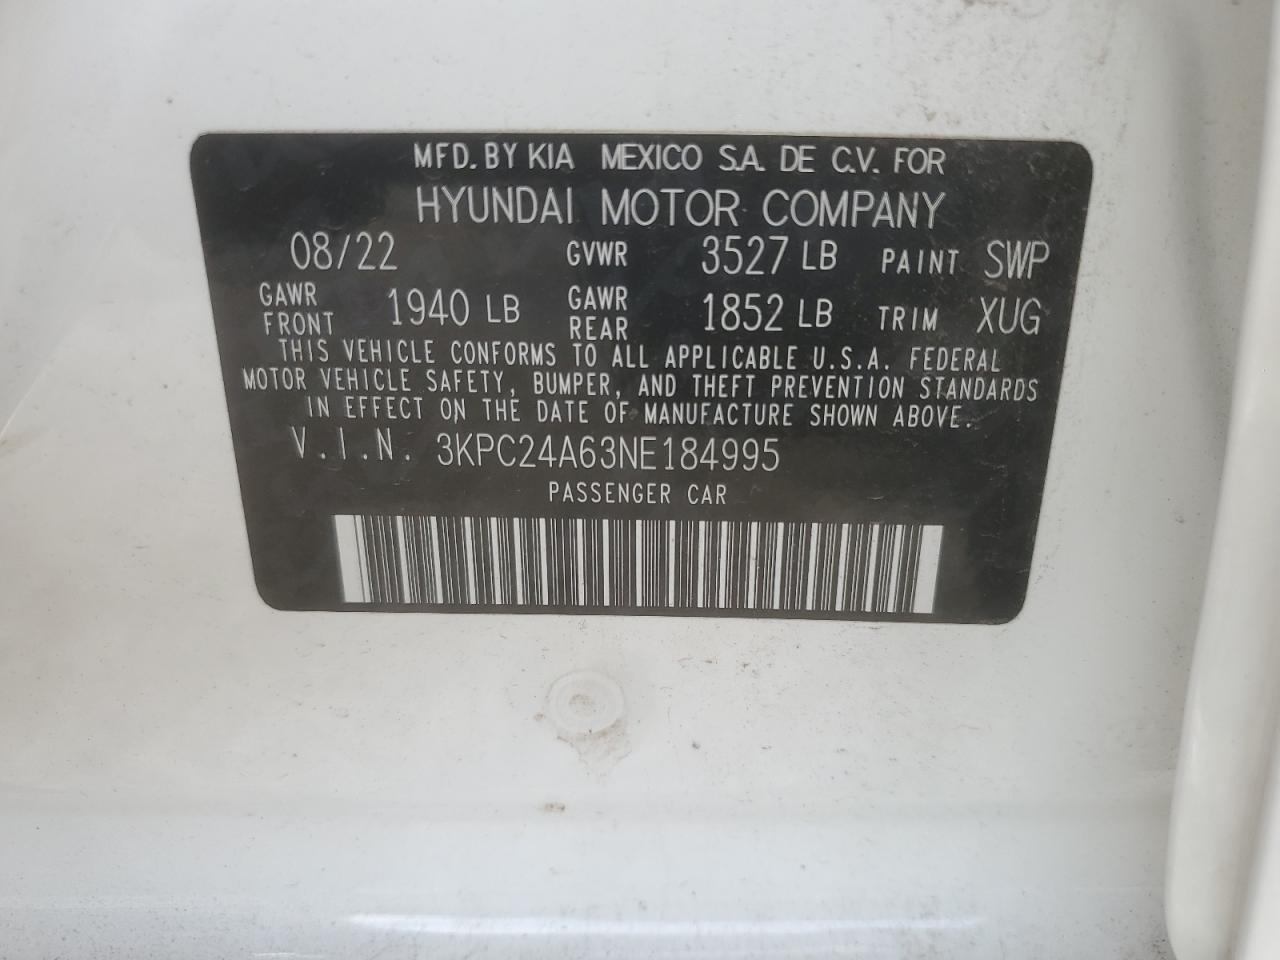 MFD. BY KIA MEXICO S.A. DE C.V. FOR
HYUNDAI MOTOR COMPANY
08/22 GVWR 3527 LB PAINT SWP
GAWR FRONT 1940 LB GAWR REAR 1852 LB TRIM XUG
THIS VEHICLE CONFORMS TO ALL APPLICABLE U.S.A. FEDERAL
MOTOR VEHICLE SAFETY, BUMPER, AND THEFT PREVENTION STANDARDS
IN EFFECT ON THE DATE OF MANUFACTURE SHOWN ABOVE.
V.I.N. 3KPC24A63NE184995
PASSENGER CAR